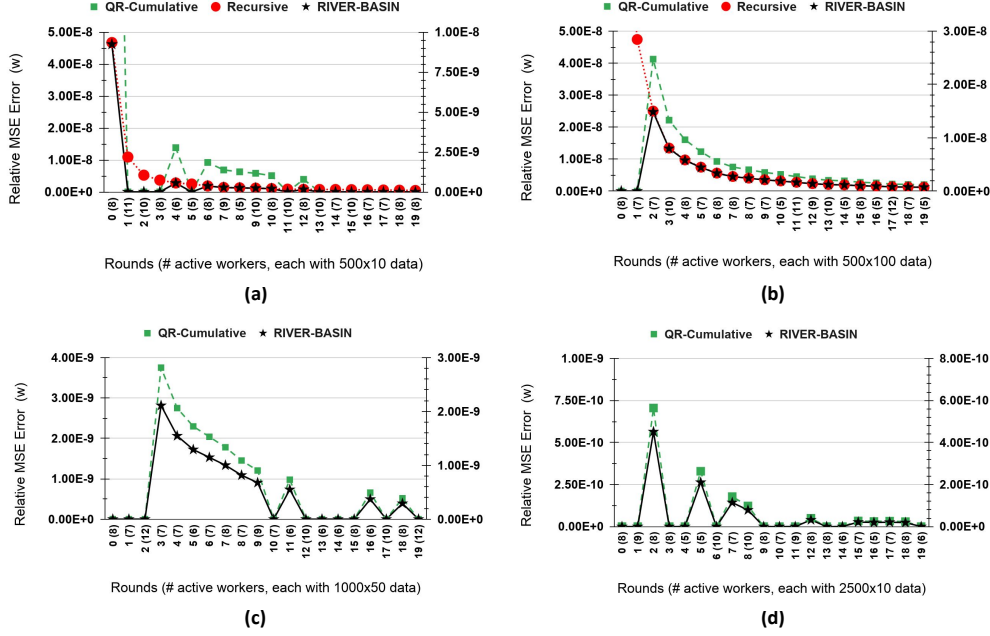 QR-Cumulative Recursive RIVER-BASIN
5.00E-8
4.00E-8
3.00E-8
2.00E-8
1.00E-8
0.00E+0
1.00E-8
7.50E-9
5.00E-9
2.50E-9
0.00E+0
Relative MSE Error (w)
0 (8)
1 (11)
2 (10)
3 (8)
4 (6)
5 (5)
6 (8)
7 (9)
8 (5)
9 (10)
10 (8)
11 (10)
12 (8)
13 (10)
14 (9)
15 (10)
16 (7)
17 (7)
18 (7)
19 (8)
Rounds (# active workers, each with 500x10 data)
(a)
QR-Cumulative Recursive RIVER-BASIN
5.00E-8
4.00E-8
3.00E-8
2.00E-8
1.00E-8
0.00E+0
3.00E-8
2.00E-8
1.00E-8
0.00E+0
Relative MSE Error (w)
0 (8)
1 (7)
2 (7)
3 (10)
4 (8)
5 (5)
6 (8)
7 (8)
8 (10)
9 (7)
10 (5)
11 (11)
12 (9)
13 (9)
14 (10)
15 (8)
16 (5)
17 (12)
18 (7)
19 (5)
Rounds (# active workers, each with 500x100 data)
(b)
QR-Cumulative RIVER-BASIN
4.00E-9
3.00E-9
2.00E-9
1.00E-9
0.00E+0
3.00E-9
2.00E-9
1.00E-9
0.00E+0
Relative MSE Error (w)
0 (8)
1 (7)
2 (12)
3 (7)
4 (7)
5 (6)
6 (7)
7 (8)
8 (6)
9 (9)
10 (7)
11 (6)
12 (10)
13 (6)
14 (6)
15 (8)
16 (6)
17 (10)
18 (8)
19 (12)
Rounds (# active workers, each with 1000x50 data)
(c)
QR-Cumulative RIVER-BASIN
1.00E-9
7.50E-10
5.00E-10
2.50E-10
0.00E+0
8.00E-10
6.00E-10
4.00E-10
2.00E-10
0.00E+0
Relative MSE Error (w)
0 (8)
1 (9)
2 (8)
3 (8)
4 (7)
5 (5)
6 (10)
7 (7)
8 (10)
9 (8)
10 (7)
11 (9)
12 (8)
13 (8)
14 (9)
15 (7)
16 (5)
17 (7)
18 (8)
19 (6)
Rounds (# active workers, each with 2500x10 data)
(d)